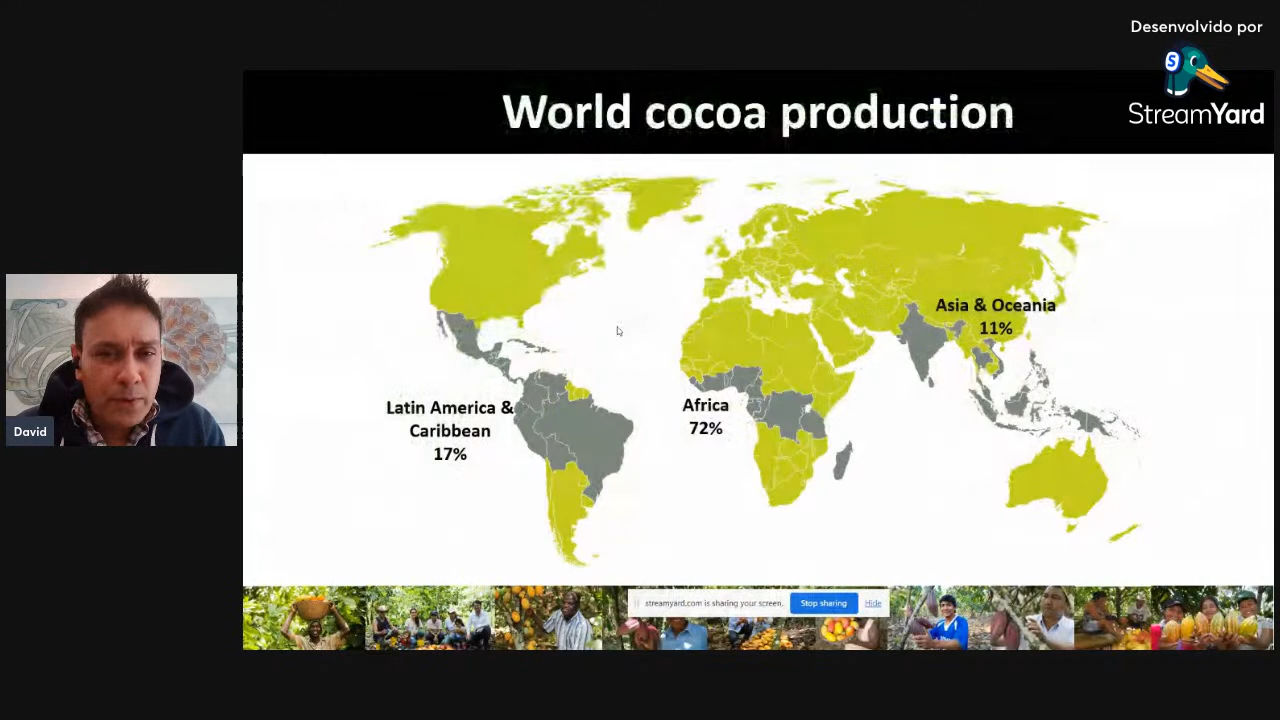 Desenvolvido por
S
StreamYard
World cocoa production
Asia & Oceania
11%
Latin America &
Caribbean
17%
Africa
72%
David
streamyard.com is sharing your screen.
Stop sharing
Hide